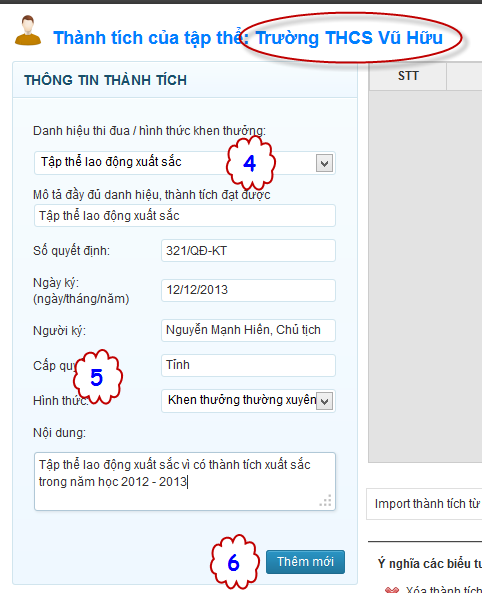 Thành tích của tập thể: Trường THCS Vũ Hữu
THÔNG TIN THÀNH TÍCH
STT
Danh hiệu thi đua / hình thức khen thưởng:
Tập thể lao động xuất sắc
4
Mô tả đầy đủ danh hiệu, thành tích đạt được
Tập thể lao động xuất sắc
Số quyết định: 321/QĐ-KT
Ngày ký: 12/12/2013
(ngày/tháng/năm)
Người ký: Nguyễn Mạnh Hiên, Chủ tịch
Cấp Tỉnh
5
Hình thức: Khen thưởng thường xuyên
Nội dung:
Tập thể lao động xuất sắc vì có thành tích xuất sắc
trong năm học 2012 - 2013
Import thành tích từ
6 Thêm mới
Ý nghĩa các biểu tư
Xóa thành tích